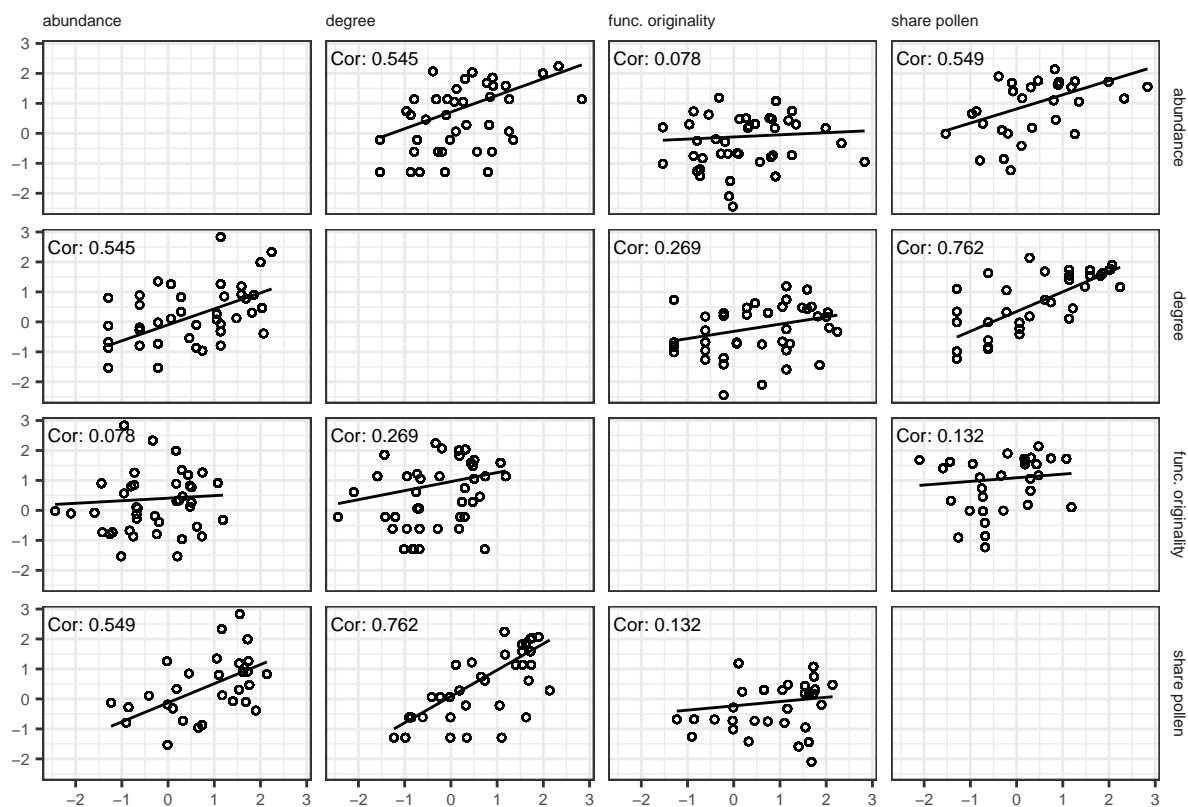 abundance degree func. originality share pollen
3 2 1 0 −1 −2 Cor: 0.545 Cor: 0.078 Cor: 0.549 abundance
3 2 1 0 −1 −2 Cor: 0.545 Cor: 0.269 Cor: 0.762 degree
3 2 1 0 −1 −2 Cor: 0.078 Cor: 0.269 Cor: 0.132 func. originality
3 2 1 0 −1 −2 Cor: 0.549 Cor: 0.762 Cor: 0.132 share pollen
−2 −1 0 1 2 3 −2 −1 0 1 2 3 −2 −1 0 1 2 3 −2 −1 0 1 2 3